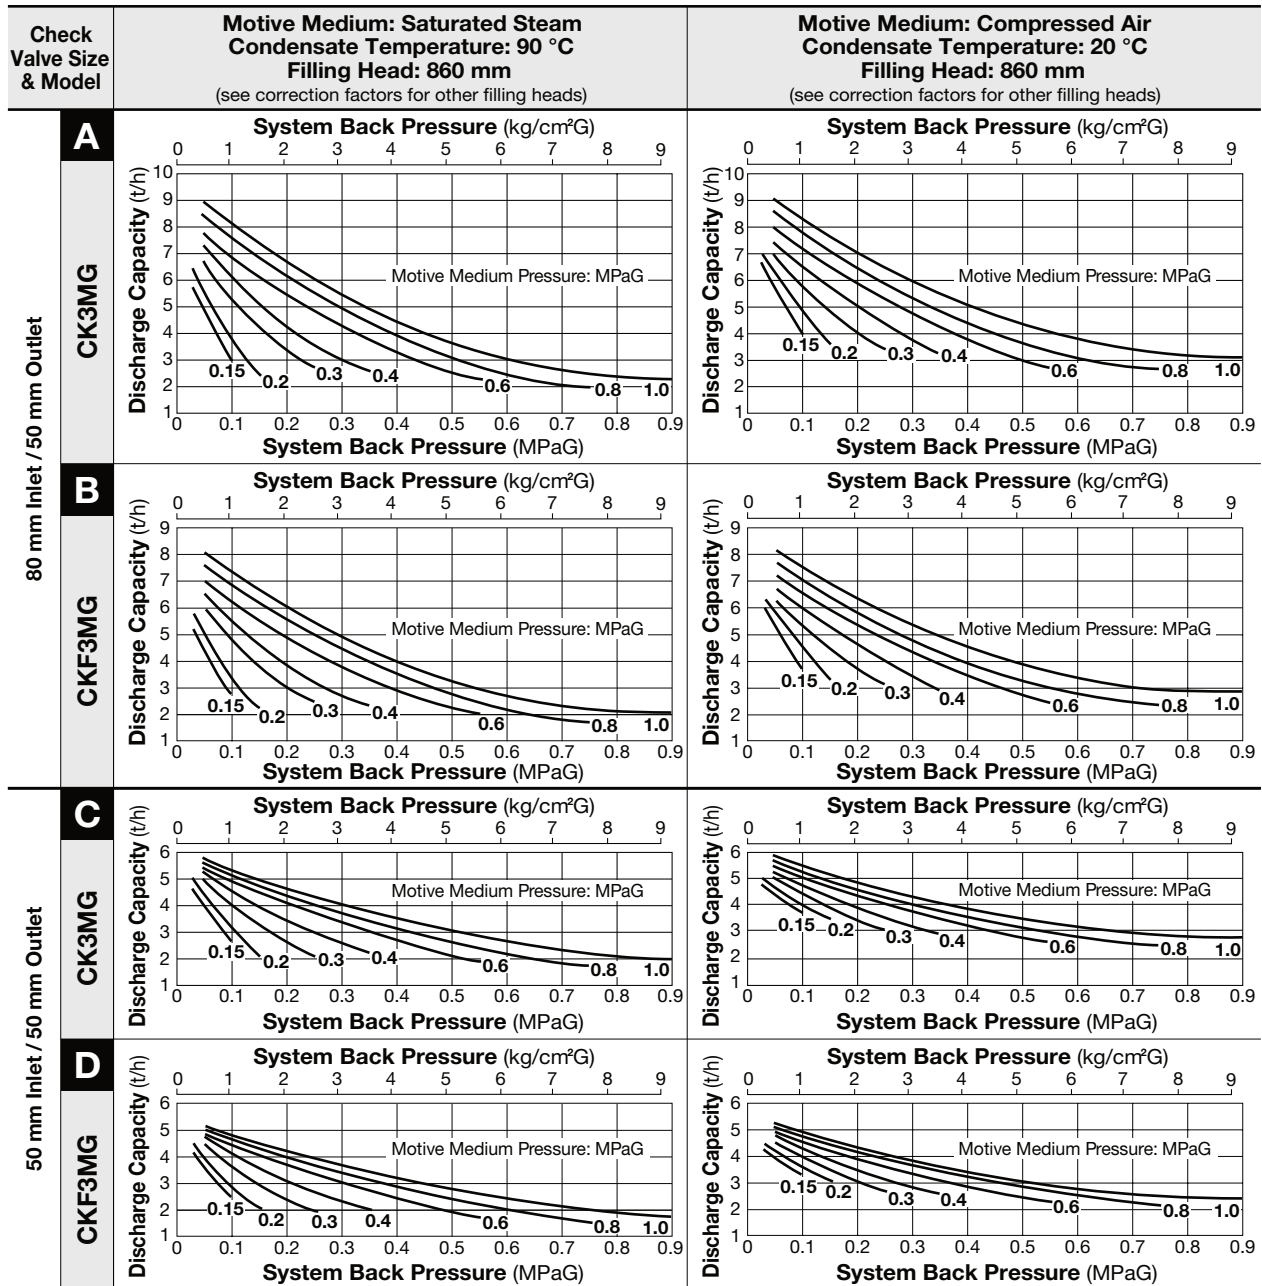 Check
Valve Size
& Model
Motive Medium: Saturated Steam
Condensate Temperature: 90 °C
Filling Head: 860 mm
(see correction factors for other filling heads)
Motive Medium: Compressed Air
Condensate Temperature: 20 °C
Filling Head: 860 mm
(see correction factors for other filling heads)
80 mm Inlet / 50 mm Outlet
A
CK3MG
System Back Pressure (kg/cm²G)
0 1 2 3 4 5 6 7 8 9
Discharge Capacity (t/h)
10
9
8
7
6
5
4
3
2
1
Motive Medium Pressure: MPaG
0.15 0.2 0.3 0.4 0.6 0.8 1.0
0 0.1 0.2 0.3 0.4 0.5 0.6 0.7 0.8 0.9
System Back Pressure (MPaG)
System Back Pressure (kg/cm²G)
0 1 2 3 4 5 6 7 8 9
Discharge Capacity (t/h)
10
9
8
7
6
5
4
3
2
1
Motive Medium Pressure: MPaG
0.15 0.2 0.3 0.4 0.6 0.8 1.0
0 0.1 0.2 0.3 0.4 0.5 0.6 0.7 0.8 0.9
System Back Pressure (MPaG)
B
CKF3MG
System Back Pressure (kg/cm²G)
0 1 2 3 4 5 6 7 8 9
Discharge Capacity (t/h)
9
8
7
6
5
4
3
2
1
Motive Medium Pressure: MPaG
0.15 0.2 0.3 0.4 0.6 0.8 1.0
0 0.1 0.2 0.3 0.4 0.5 0.6 0.7 0.8 0.9
System Back Pressure (MPaG)
System Back Pressure (kg/cm²G)
0 1 2 3 4 5 6 7 8 9
Discharge Capacity (t/h)
9
8
7
6
5
4
3
2
1
Motive Medium Pressure: MPaG
0.15 0.2 0.3 0.4 0.6 0.8 1.0
0 0.1 0.2 0.3 0.4 0.5 0.6 0.7 0.8 0.9
System Back Pressure (MPaG)
50 mm Inlet / 50 mm Outlet
C
CK3MG
System Back Pressure (kg/cm²G)
0 1 2 3 4 5 6 7 8 9
Discharge Capacity (t/h)
6
5
4
3
2
1
Motive Medium Pressure: MPaG
0.15 0.2 0.3 0.4 0.6 0.8 1.0
0 0.1 0.2 0.3 0.4 0.5 0.6 0.7 0.8 0.9
System Back Pressure (MPaG)
System Back Pressure (kg/cm²G)
0 1 2 3 4 5 6 7 8 9
Discharge Capacity (t/h)
6
5
4
3
2
1
Motive Medium Pressure: MPaG
0.15 0.2 0.3 0.4 0.6 0.8 1.0
0 0.1 0.2 0.3 0.4 0.5 0.6 0.7 0.8 0.9
System Back Pressure (MPaG)
D
CKF3MG
System Back Pressure (kg/cm²G)
0 1 2 3 4 5 6 7 8 9
Discharge Capacity (t/h)
6
5
4
3
2
1
Motive Medium Pressure: MPaG
0.15 0.2 0.3 0.4 0.6 0.8 1.0
0 0.1 0.2 0.3 0.4 0.5 0.6 0.7 0.8 0.9
System Back Pressure (MPaG)
System Back Pressure (kg/cm²G)
0 1 2 3 4 5 6 7 8 9
Discharge Capacity (t/h)
6
5
4
3
2
1
Motive Medium Pressure: MPaG
0.15 0.2 0.3 0.4 0.6 0.8 1.0
0 0.1 0.2 0.3 0.4 0.5 0.6 0.7 0.8 0.9
System Back Pressure (MPaG)